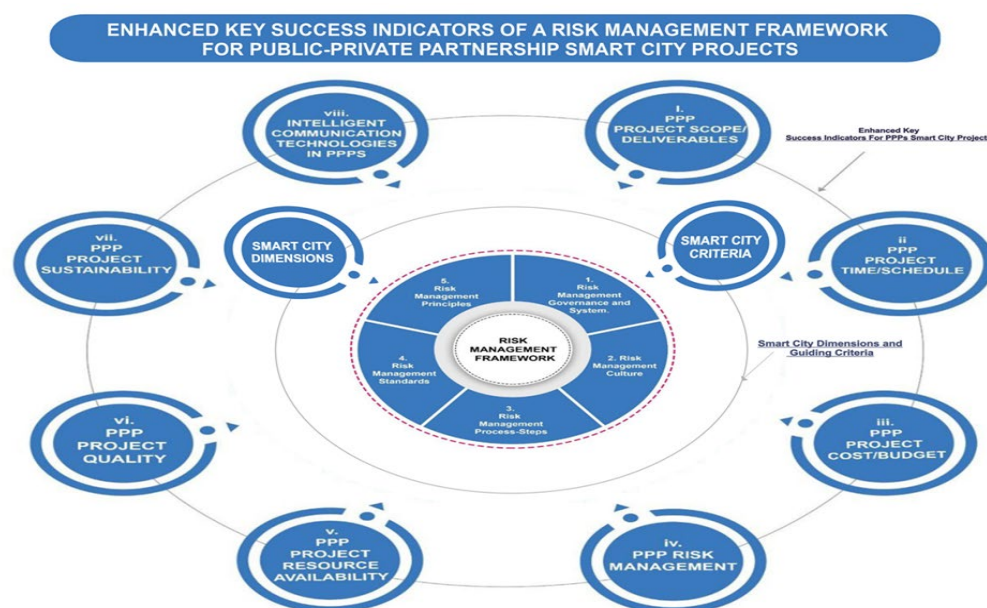 ENHANCED KEY SUCCESS INDICATORS OF A RISK MANAGEMENT FRAMEWORK
FOR PUBLIC-PRIVATE PARTNERSHIP SMART CITY PROJECTS
viii.
INTELLIGENT
COMMUNICATION
TECHNOLOGIES
IN PPPS
I.
PPP
PROJECT SCOPE/
DELIVERABLES
Enhanced Key
Success Indicators For PPPs Smart City Project
vii.
PPP
PROJECT
SUSTAINABILITY
SMART CITY
DIMENSIONS
SMART CITY
CRITERIA
ii
PPP
PROJECT
TIME/SCHEDULE
5.
Risk
Management
Principles
1.
Risk
Management
Governance and
System.
RISK
MANAGEMENT
FRAMEWORK
4.
Risk
Management
Standards
2. Risk
Management
Culture
3.
Risk
Management
Process-Steps
Smart City Dimensions and
Guiding Criteria
vi.
PPP
PROJECT
QUALITY
iii.
PPP
PROJECT
COST/BUDGET
v.
PPP
PROJECT
RESOURCE
AVAILABILITY
iv.
PPP RISK
MANAGEMENT